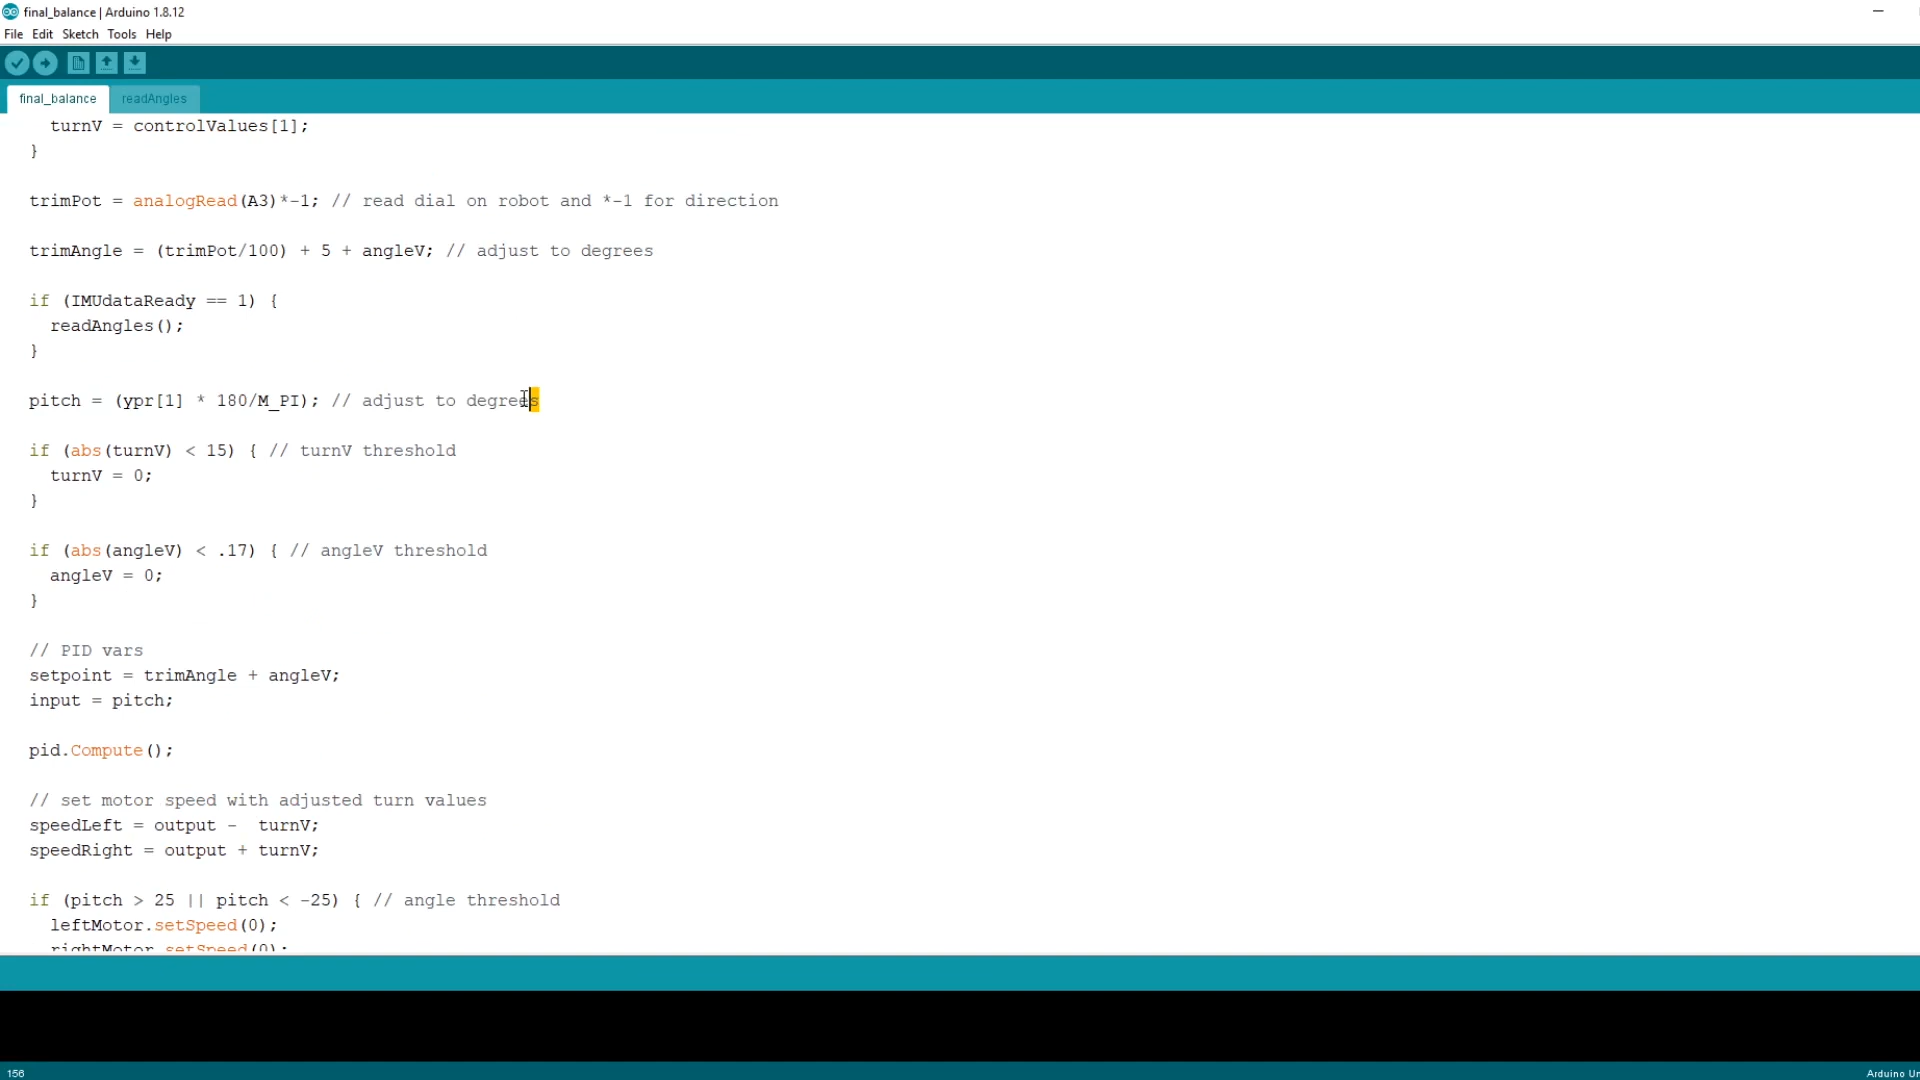 final_balance | Arduino 1.8.12
File Edit Sketch Tools Help
final_balance readAngles
turnV = controlValues[1];
}
trimPot = analogRead(A3)*-1; // read dial on robot and *-1 for direction
trimAngle = (trimPot/100) + 5 + angleV; // adjust to degrees
if (IMUdataReady == 1) {
readAngles();
}
pitch = (ypr[1] * 180/M_PI); // adjust to degrees
if (abs(turnV) < 15) { // turnV threshold
turnV = 0;
}
if (abs(angleV) < .17) { // angleV threshold
angleV = 0;
}
// PID vars
setpoint = trimAngle + angleV;
input = pitch;
pid.Compute();
// set motor speed with adjusted turn values
speedLeft = output -  turnV;
speedRight = output + turnV;
if (pitch > 25 || pitch < -25) { // angle threshold
leftMotor.setSpeed(0);
rightMotor.setSpeed(0);
156
Arduino Un